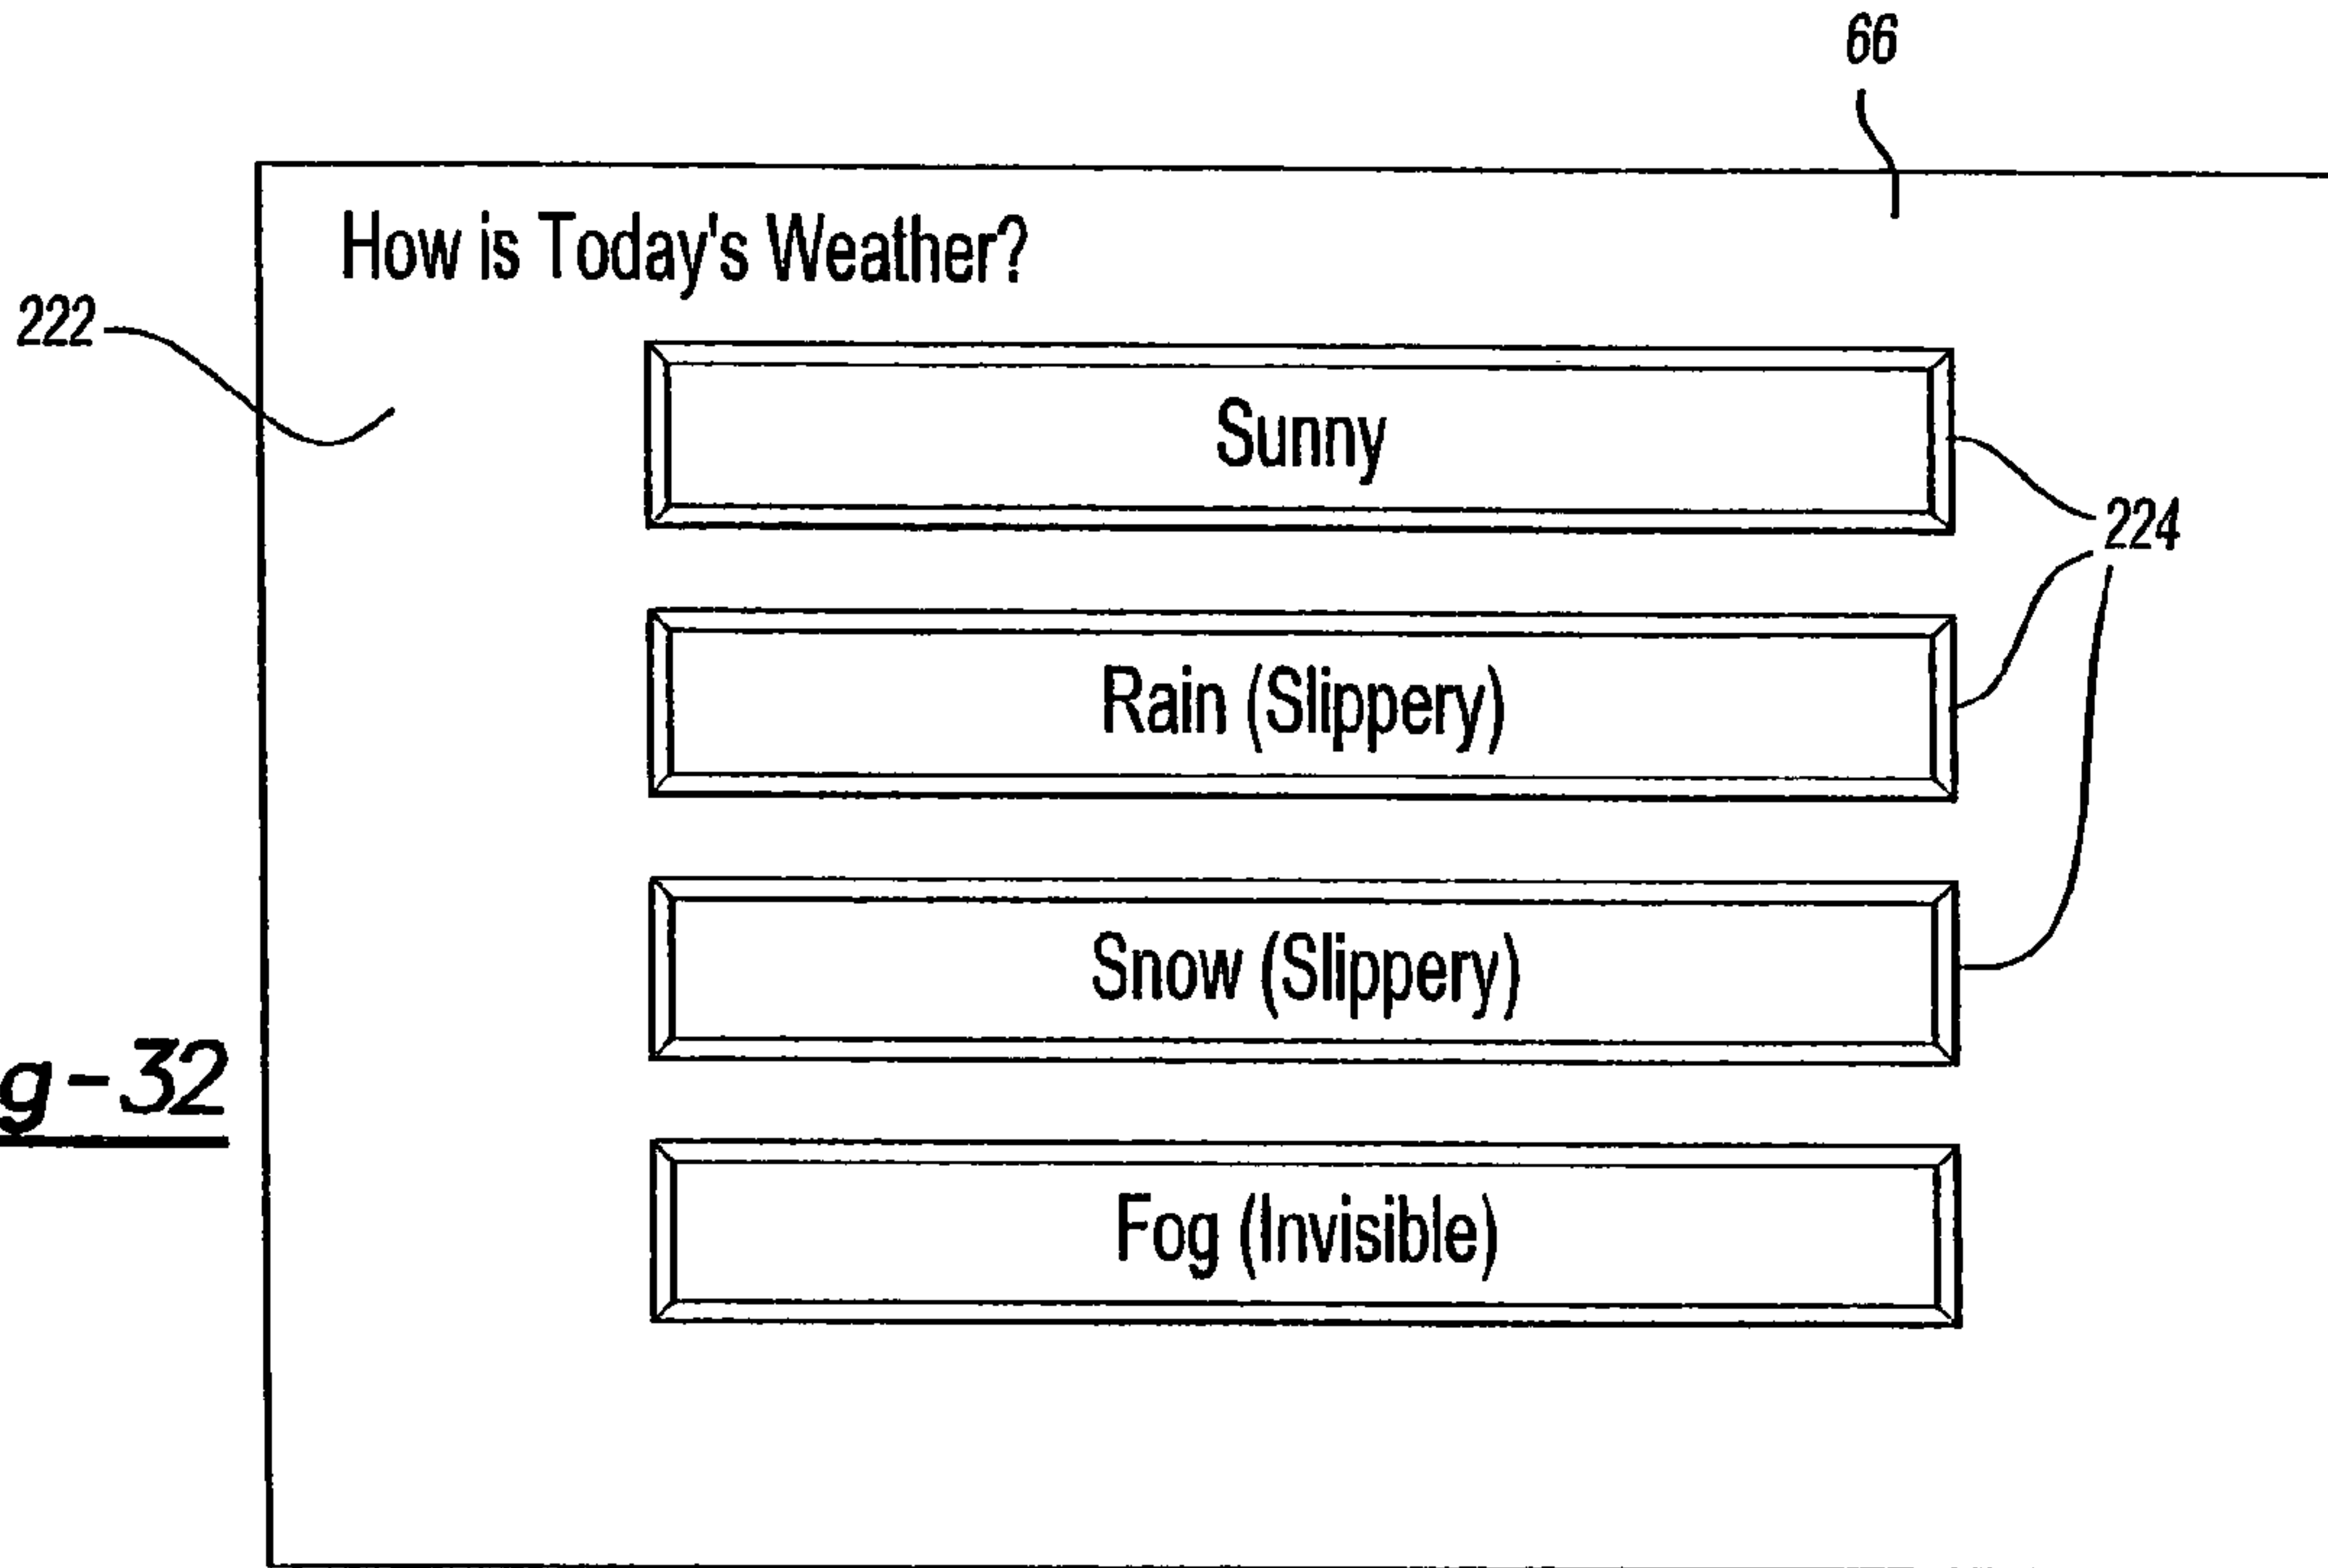 66
How is Today's Weather?
222
Sunny
224
Rain (Slippery)
Snow (Slippery)
g-32
Fog (Invisible)